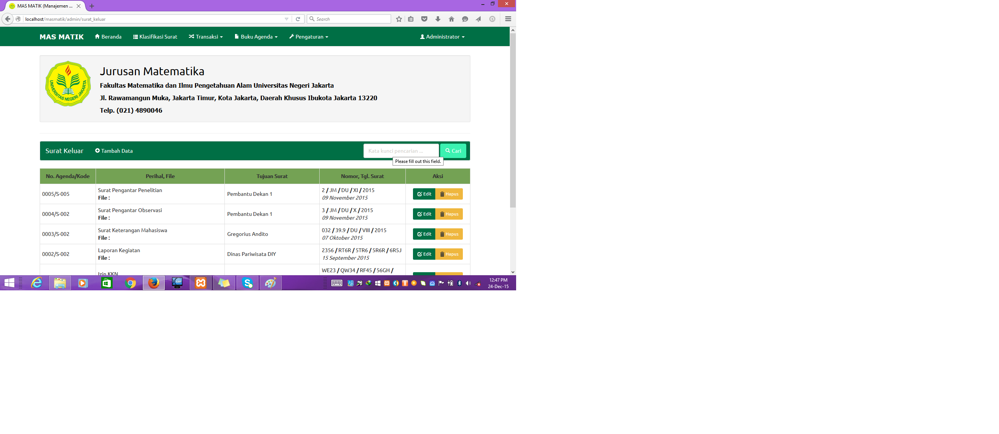 MAS MATIK (Manajemen ...
localhost/masmatik/admin/surat_keluar
Search
MAS MATIK Beranda Klasifikasi Surat Transaksi Buku Agenda Pengaturan Administrator
UNIVERSITAS NEGERI JAKARTA
Jurusan Matematika
Fakultas Matematika dan Ilmu Pengetahuan Alam Universitas Negeri Jakarta
Jl. Rawamangun Muka, Jakarta Timur, Kota Jakarta, Daerah Khusus Ibukota Jakarta 13220
Telp. (021) 4890046
Surat Keluar Tambah Data Kata kunci pencarian ... Cari
Please fill out this field.
No. Agenda/Kode Perihal, File Tujuan Surat Nomor, Tgl. Surat Aksi
0005/S-005 Surat Pengantar Penelitian Pembantu Dekan 1 2 / JM / DU / XI / 2015 Edit Hapus
File : 09 November 2015
0004/S-002 Surat Pengantar Observasi Pembantu Dekan 1 3 / JM / DU / X / 2015 Edit Hapus
File : 09 November 2015
0003/S-002 Surat Keterangan Mahasiswa Gregorius Andito 032 / 39.9 / DU / VIII / 2015 Edit Hapus
File : 07 Oktober 2015
0002/S-002 Laporan Kegiatan Dinas Pariwisata DIY 2356 / RT6R / 5TR6 / 5R6R / 6R5J Edit Hapus
File : 15 September 2015
WE23 / QW34 / RF45 / 56GH /
Izin KKN
KMP
12:47 PM
24-Dec-15